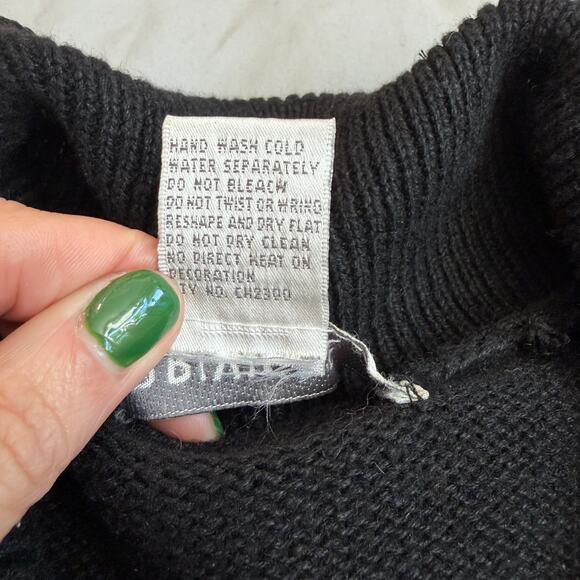 HAND WASH COLD
WATER SEPARATELY
DO NOT BLEACH
DO NOT TWIST OR WRING
RESHAPE AND DRY FLAT
DO NOT DRY CLEAN
NO DIRECT HEAT ON
DECORATION
STY NO. CH2300